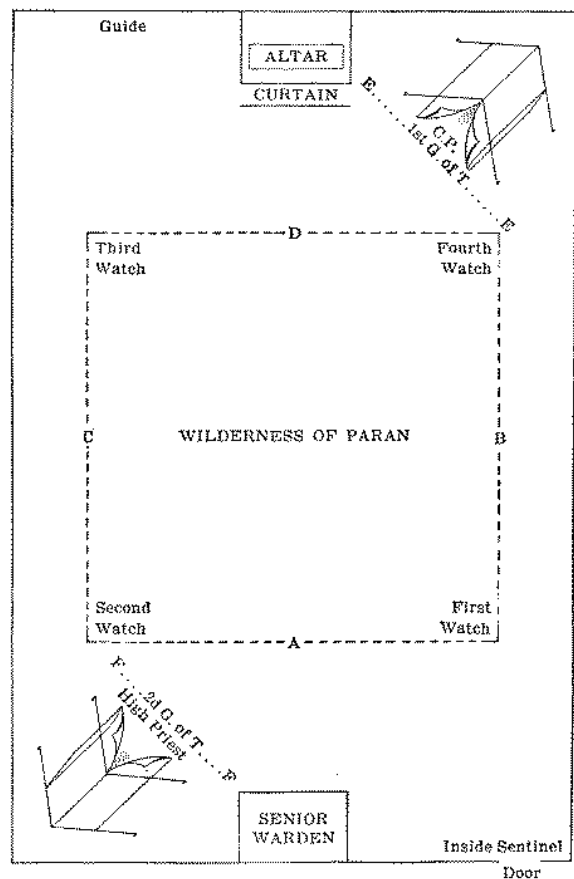 Guide
ALTAR
CURTAIN
E......E
C.P.
1st G. of T.
D
Third
Watch
Fourth
Watch
C
WILDERNESS OF PARAN
B
Second
Watch
First
Watch
A
F....2d G. of T....F
High Priest
SENIOR
WARDEN
Inside Sentinel
Door